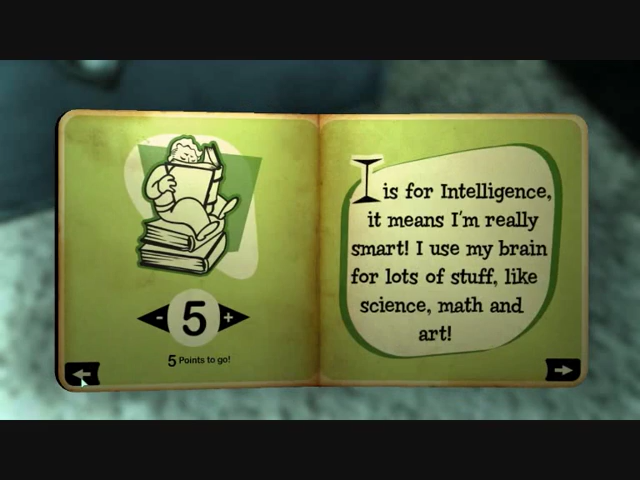 - 5 +
5 Points to go!
I is for Intelligence,
it means I'm really
smart! I use my brain
for lots of stuff, like
science, math and
art!